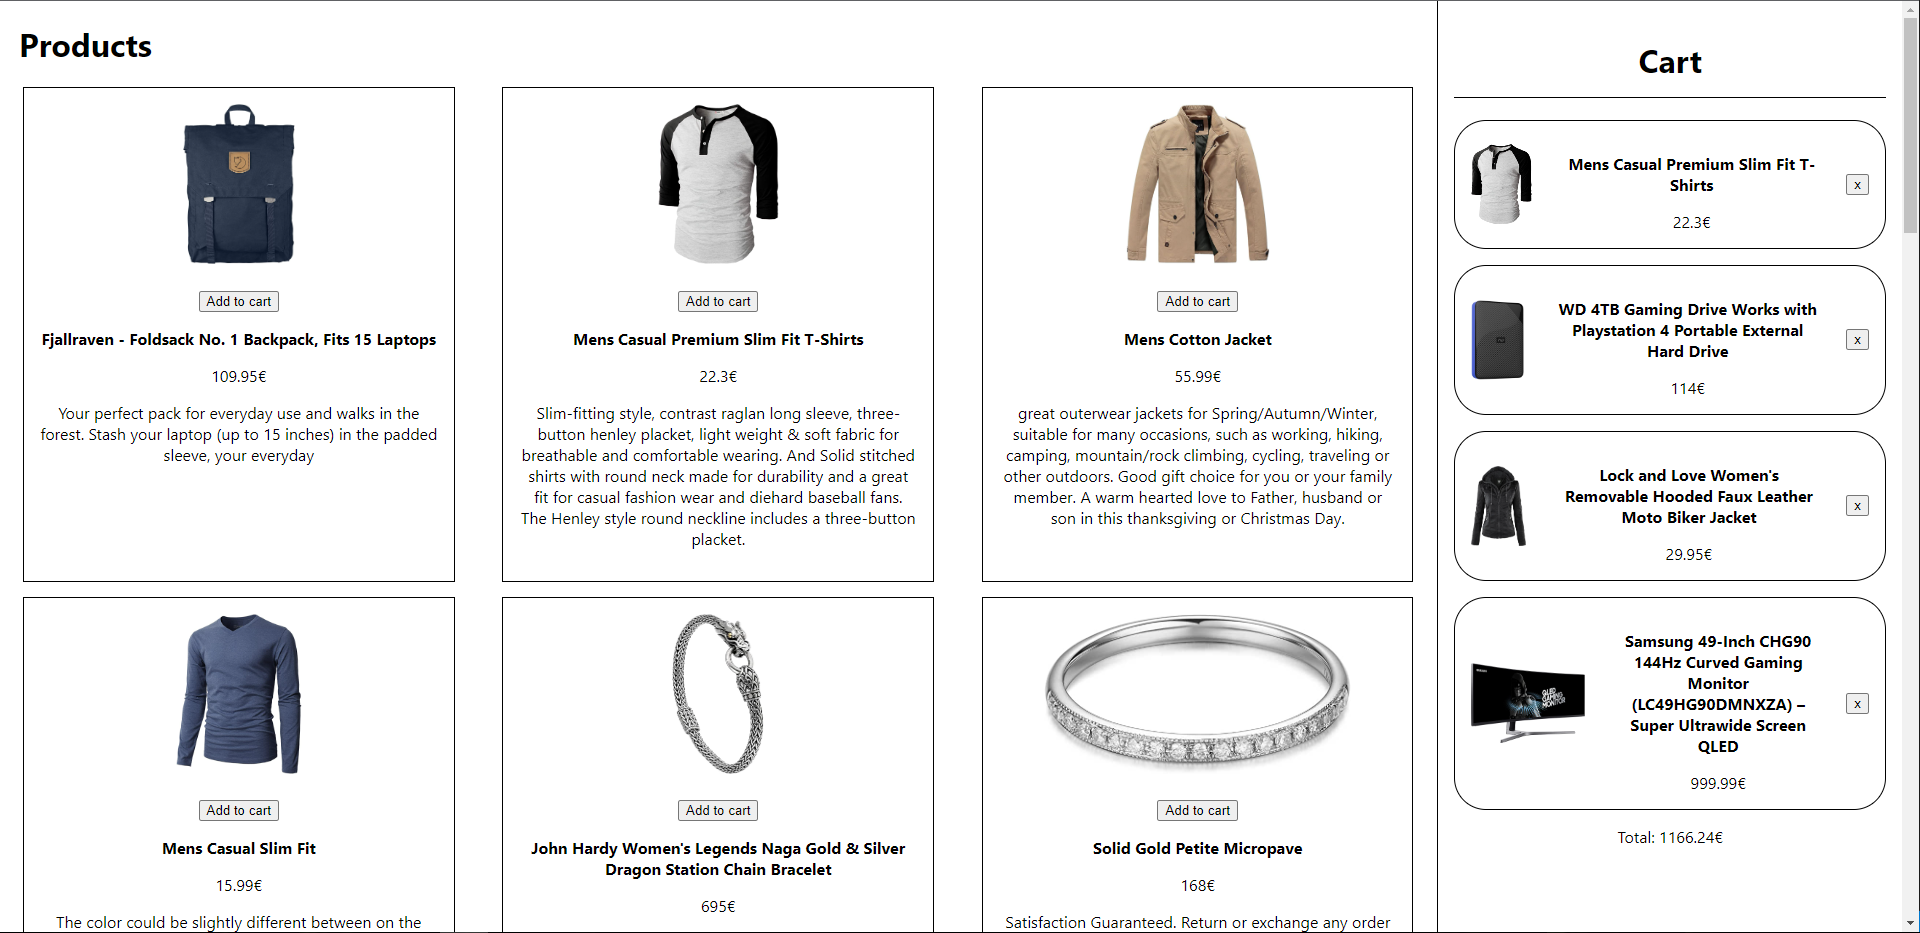 Products
Add to cart
Fjallraven - Foldsack No. 1 Backpack, Fits 15 Laptops
109.95€
Your perfect pack for everyday use and walks in the
forest. Stash your laptop (up to 15 inches) in the padded
sleeve, your everyday
Add to cart
Mens Casual Premium Slim Fit T-Shirts
22.3€
Slim-fitting style, contrast raglan long sleeve, three-
button henley placket, light weight & soft fabric for
breathable and comfortable wearing. And Solid stitched
shirts with round neck made for durability and a great
fit for casual fashion wear and diehard baseball fans.
The Henley style round neckline includes a three-button
placket.
Add to cart
Mens Cotton Jacket
55.99€
great outerwear jackets for Spring/Autumn/Winter,
suitable for many occasions, such as working, hiking,
camping, mountain/rock climbing, cycling, traveling or
other outdoors. Good gift choice for you or your family
member. A warm hearted love to Father, husband or
son in this thanksgiving or Christmas Day.
Add to cart
Mens Casual Slim Fit
15.99€
The color could be slightly different between on the
Add to cart
John Hardy Women's Legends Naga Gold & Silver
Dragon Station Chain Bracelet
695€
Add to cart
Solid Gold Petite Micropave
168€
Satisfaction Guaranteed. Return or exchange any order
Cart
Mens Casual Premium Slim Fit T-
Shirts
22.3€
x
WD 4TB Gaming Drive Works with
Playstation 4 Portable External
Hard Drive
114€
x
Lock and Love Women's
Removable Hooded Faux Leather
Moto Biker Jacket
29.95€
x
QLED
GAMING
MONITOR
Samsung 49-Inch CHG90
144Hz Curved Gaming
Monitor
(LC49HG90DMNXZA) –
Super Ultrawide Screen
QLED
999.99€
x
Total: 1166.24€